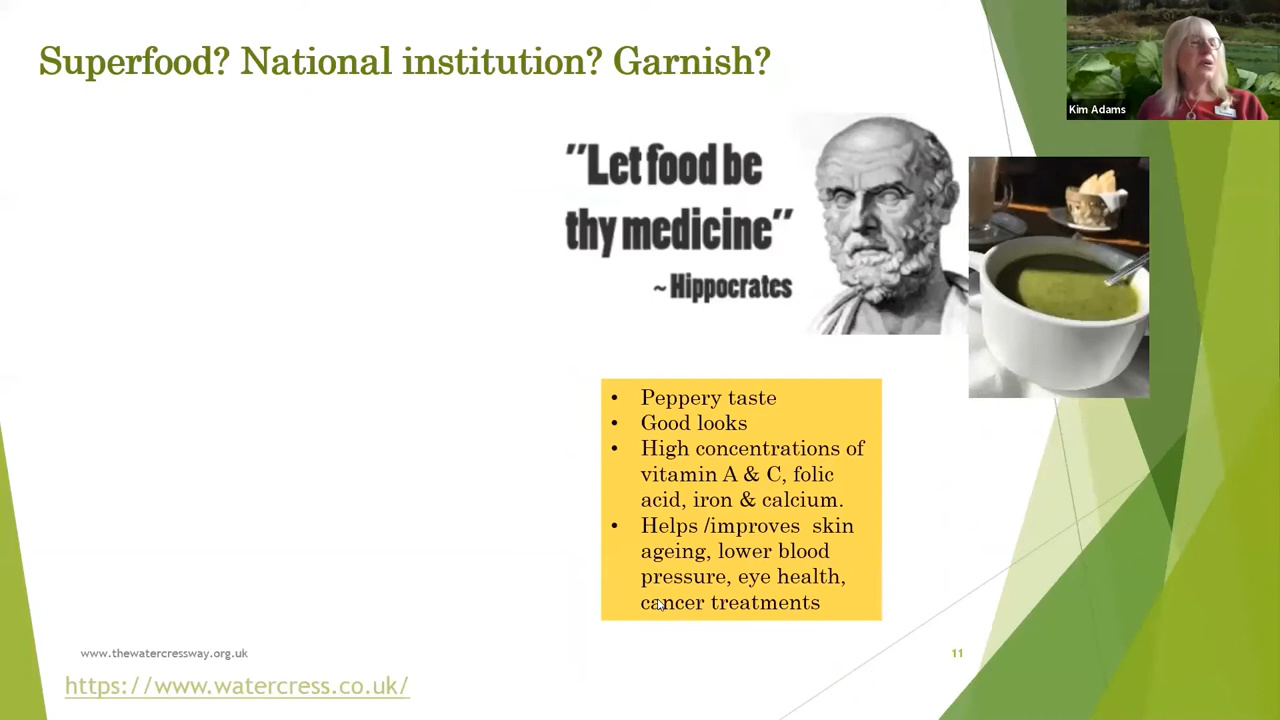 Superfood? National institution? Garnish?
Kim Adams
"Let food be
thy medicine"
~ Hippocrates
• Peppery taste
• Good looks
• High concentrations of
vitamin A & C, folic
acid, iron & calcium.
• Helps /improves skin
ageing, lower blood
pressure, eye health,
cancer treatments
www.thewatercressway.org.uk
11
https://www.watercress.co.uk/